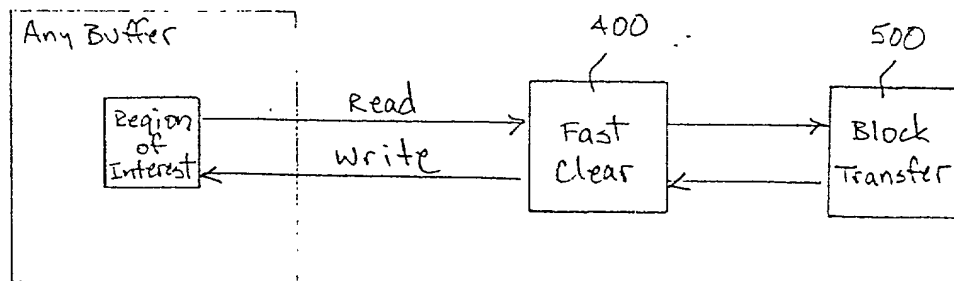 Any Buffer
Region
of
Interest
Read
Write
400
Fast
Clear
500
Block
Transfer